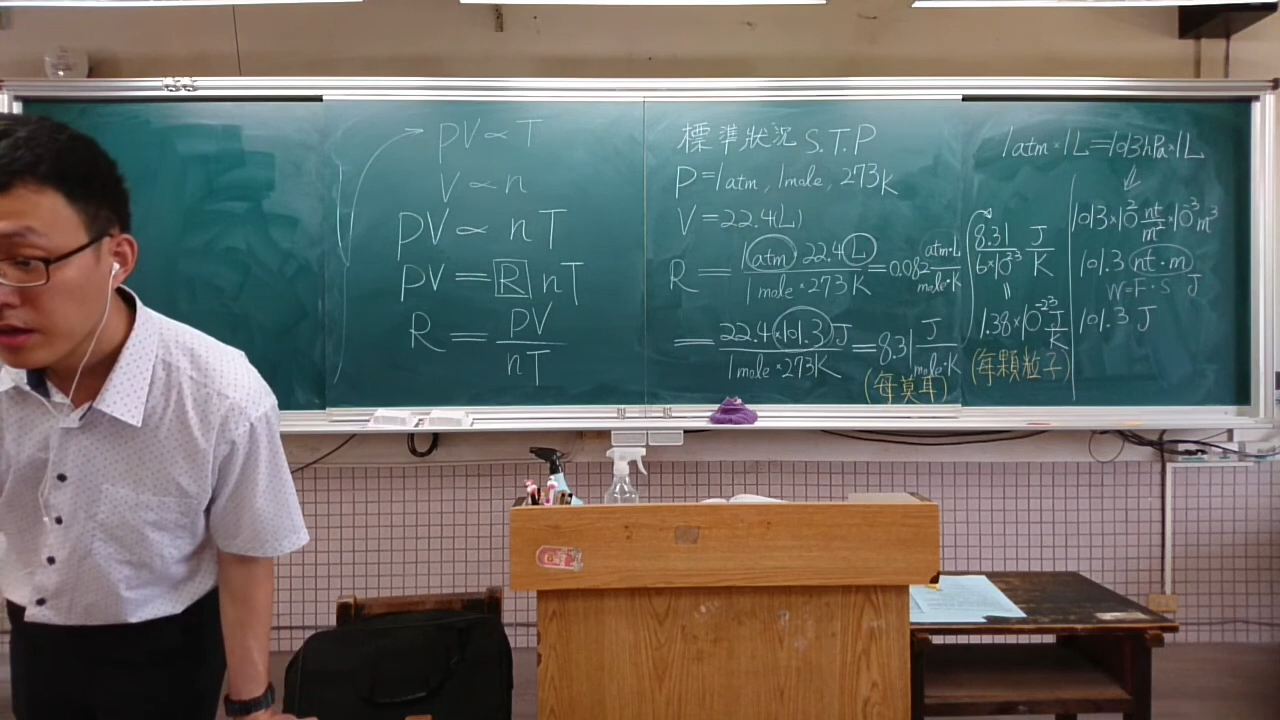 PV ∝ T
V ∝ n
PV ∝ nT
PV = R nT
R = PV / nT
標準狀況 S.T.P
P = 1atm, 1mole, 273K
V = 22.4(L)
R = 1atm · 22.4L / 1mole × 273K = 0.082 atm·L / mole·K
= 22.4 × 101.3 J / 1mole × 273K = 8.31 J / mole·K
(每莫耳)
8.31 / 6×10²³ J / K
=
1.38×10⁻²³ J / K
(每顆粒子)
1atm × 1L = 1013hPa × 1L
1013×10² nt / m² × 10⁻³ m³
101.3 nt·m
W=F·S J
101.3 J